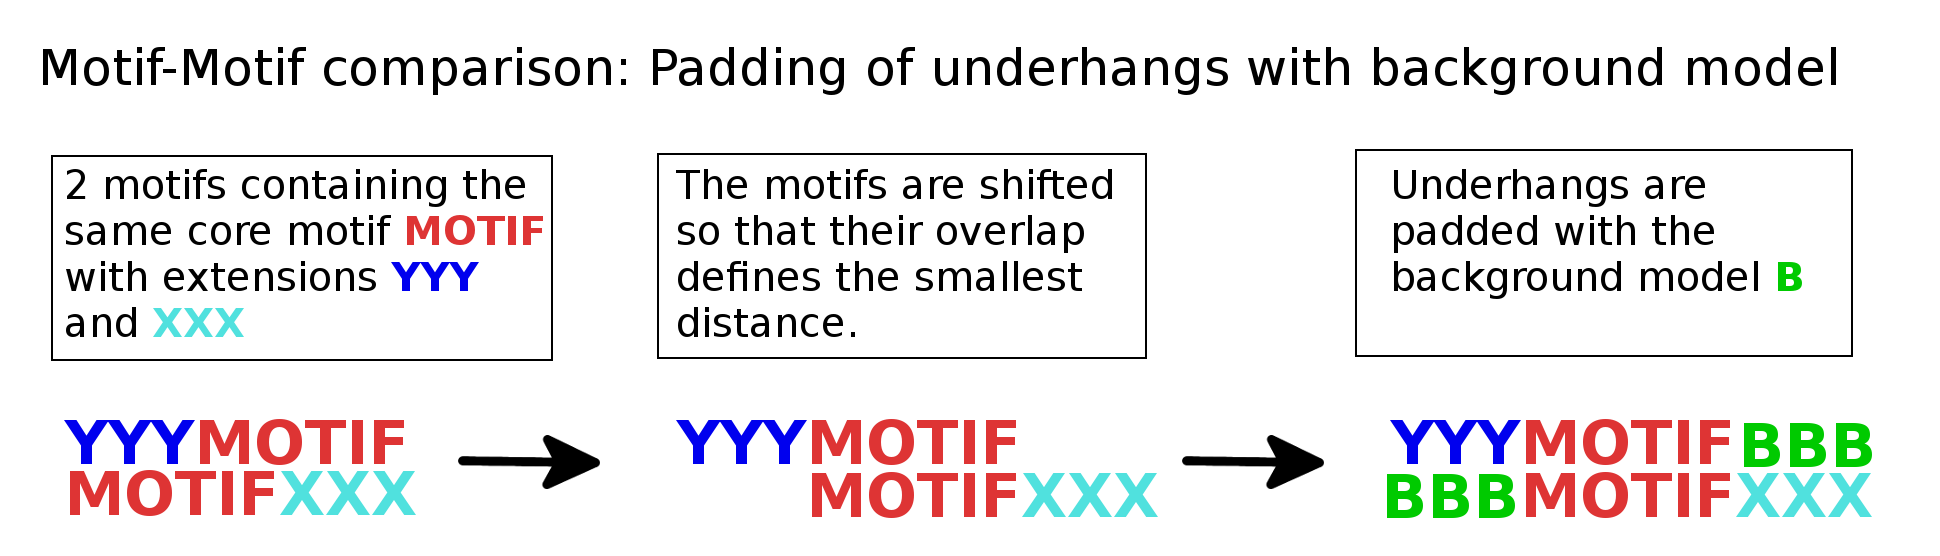 Motif-Motif comparison: Padding of underhangs with background model
2 motifs containing the
same core motif MOTIF
with extensions YYY
and XXX
The motifs are shifted
so that their overlap
defines the smallest
distance.
Underhangs are
padded with the
background model B
YYYMOTIF
MOTIFXXX
YYYMOTIF
MOTIFXXX
YYYMOTIFBBB
BBBMOTIFXXX